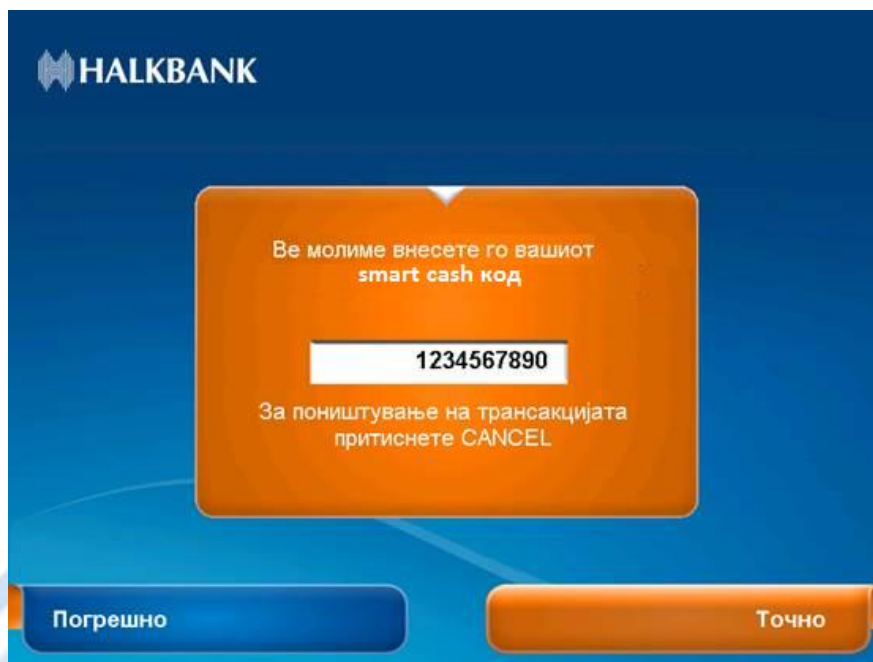 HALKBANK
Ве молиме внесете го вашиот
smart cash код
1234567890
За поништување на трансакцијата
притиснете CANCEL
Погрешно
Точно